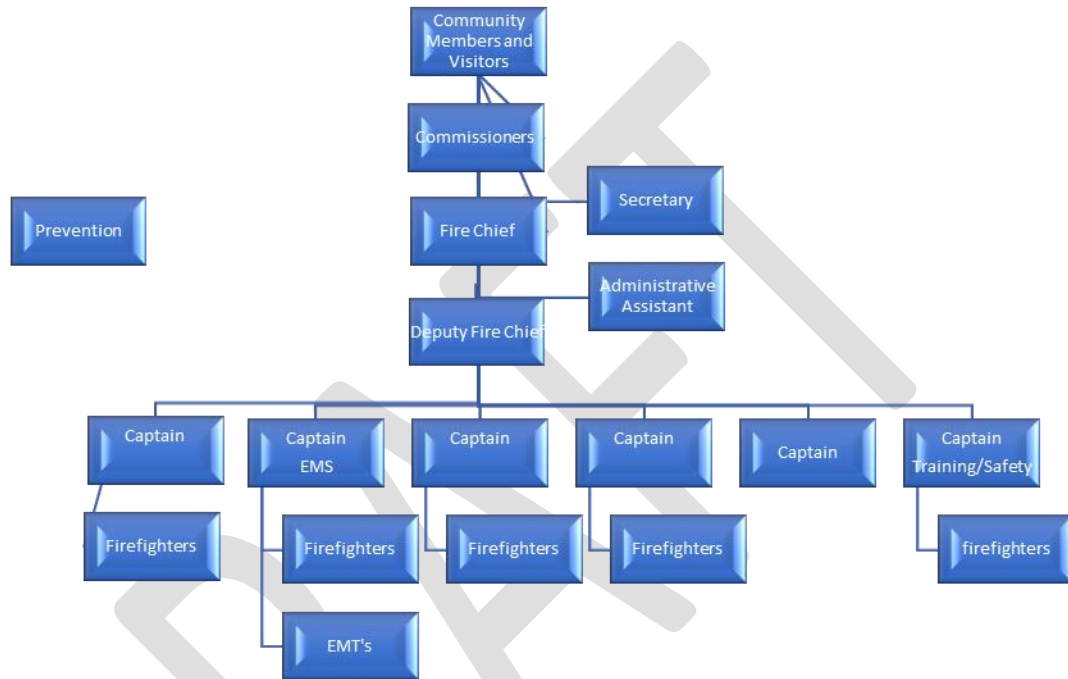 Community
Members and
Visitors
Commissioners
Secretary
Prevention
Fire Chief
Administrative
Assistant
Deputy Fire Chief
Captain
Captain
EMS
Captain
Captain
Captain
Captain
Training/Safety
Firefighters
Firefighters
Firefighters
Firefighters
firefighters
EMT's
DRAFT